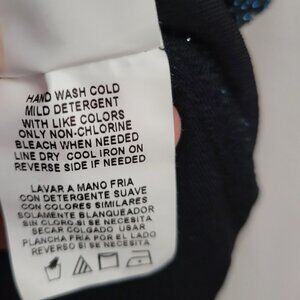 HAND WASH COLD
MILD DETERGENT
WITH LIKE COLORS
ONLY NON-CHLORINE
BLEACH WHEN NEEDED
LINE DRY COOL IRON ON
REVERSE SIDE IF NEEDED
LAVAR A MANO FRIA
CON DETERGENTE SUAVE
CON COLORES SIMILARES
SOLAMENTE BLANQUEADOR
SIN CLORO.SI SE NECESITA
SECAR COLGADO USAR
PLANCHA FRIA POR EL LADO
REVERSO SI SE NECESITA